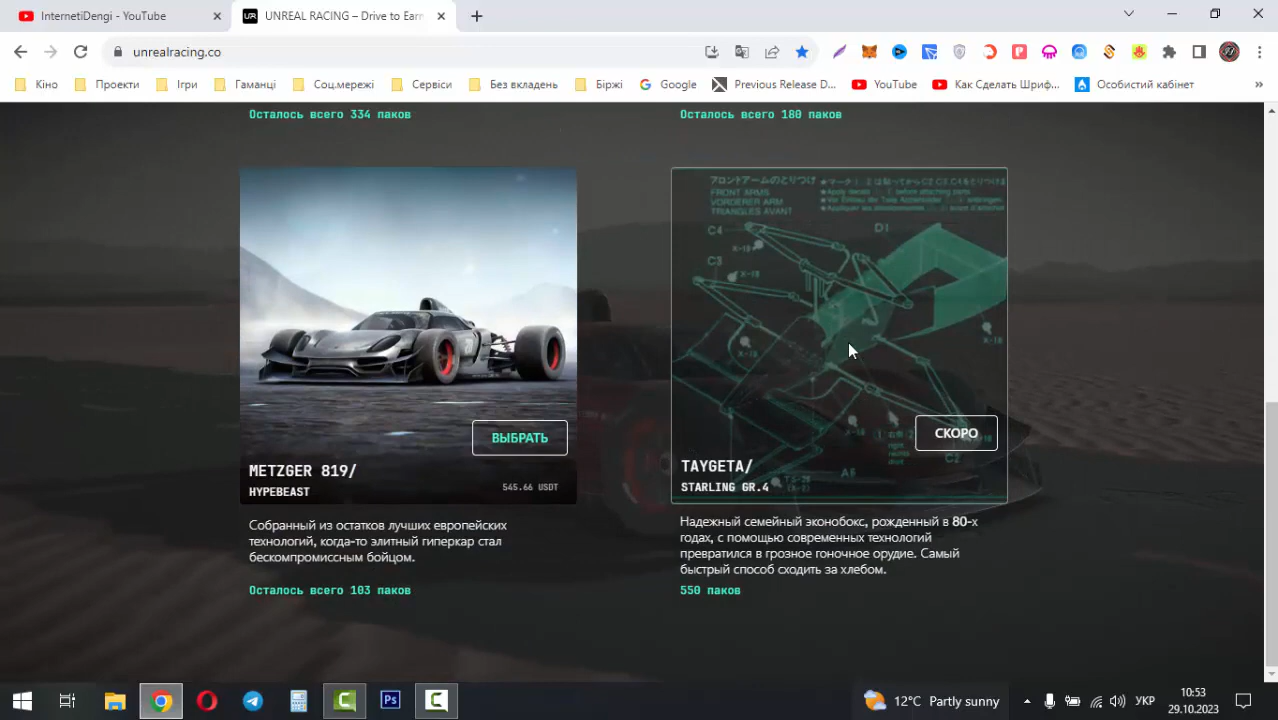 InternetiDengi - YouTube
UNREAL RACING – Drive to Earn
unrealracing.co
Кіно
Проекти
Ігри
Гаманці
Соц.мережі
Сервіси
Без вкладень
Біржі
Google
Previous Release D...
YouTube
Как Сделать Шриф...
Особистий кабінет
Осталось всего 334 паков
Осталось всего 180 паков
FRONT ARMS
VORDERER ARM
TRIANGLES AVANT
C4
D1
K-13
C3
ВЫБРАТЬ
METZGER 819/
HYPEBEAST
545.66 USDT
СКОРО
TAYGETA/
STARLING GR.4
Собранный из остатков лучших европейских
технологий, когда-то элитный гиперкар стал
бескомпромиссным бойцом.
Осталось всего 103 паков
Надежный семейный эконобокс, рожденный в 80-х
годах, с помощью современных технологий
превратился в грозное гоночное орудие. Самый
быстрый способ сходить за хлебом.
550 паков
12°C Partly sunny
УКР
10:53
29.10.2023